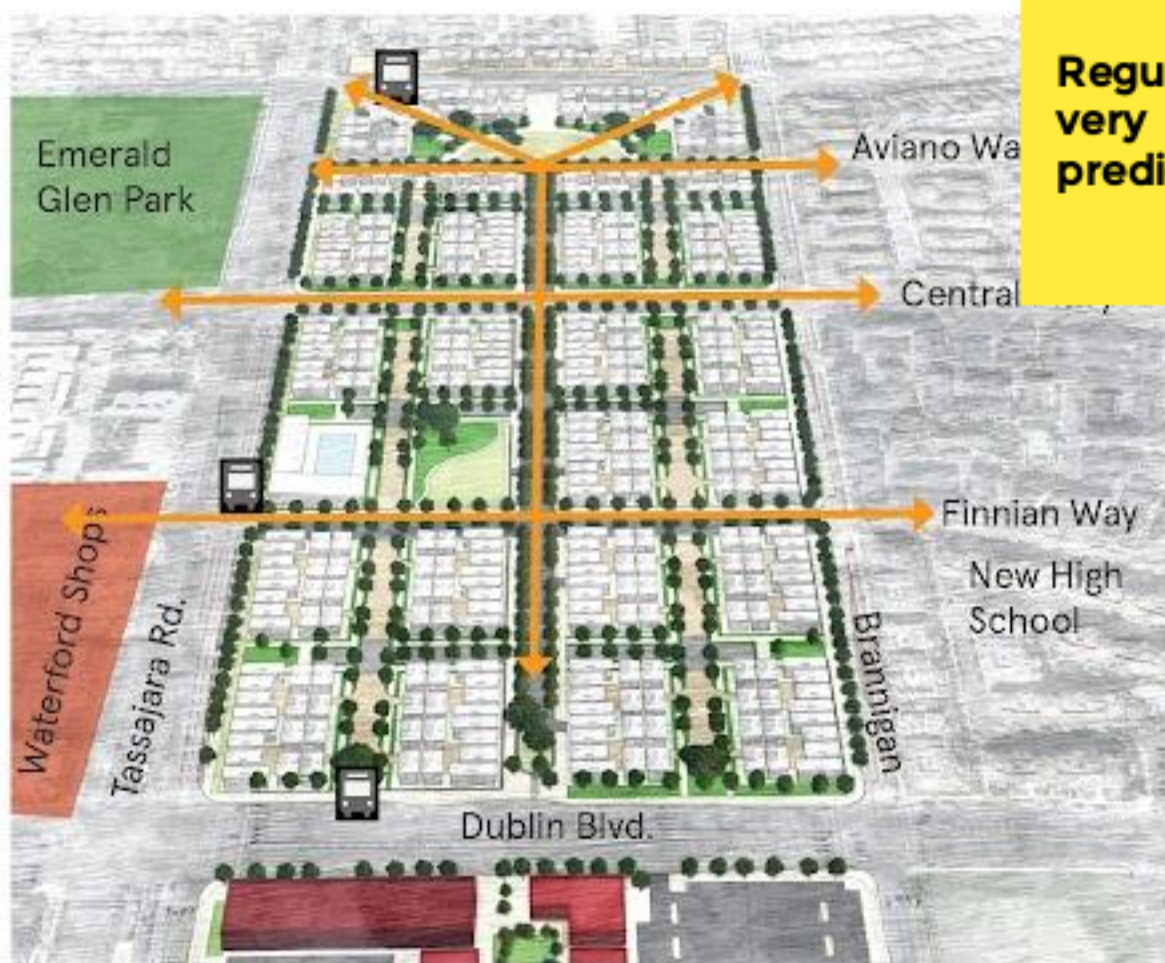 Regu
very
predi
Emerald
Glen Park
Aviano Wa
Central
Finnian Way
New High
School
Waterford Shops
Tassajara Rd.
Brannigan
Dublin Blvd.